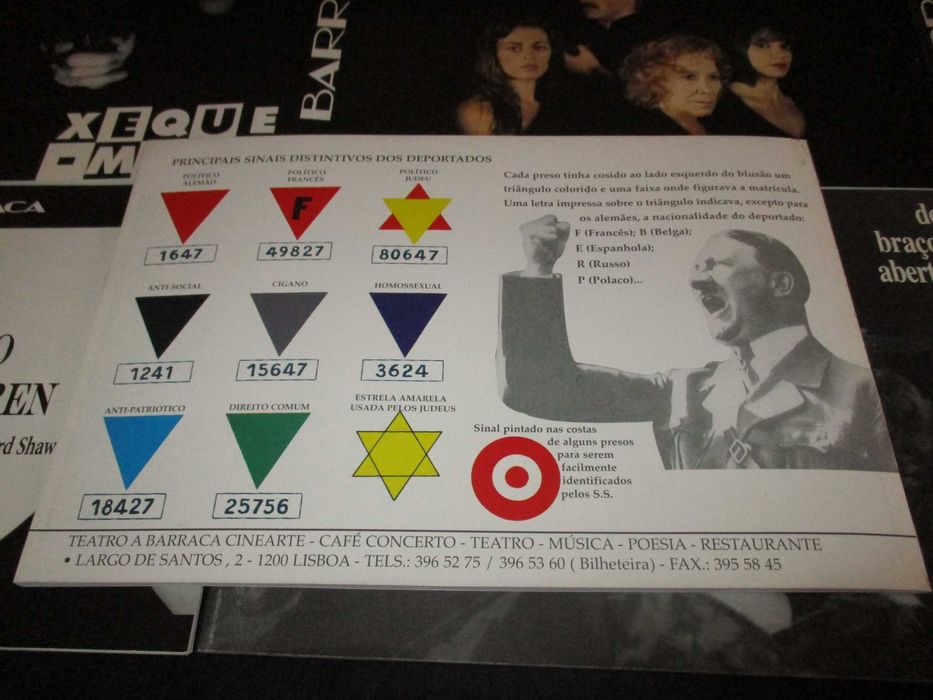 XEQUE
M
BARR
ACA
O
REN
rd Shaw
de
braço
abert
PRINCIPAIS SINAIS DISTINTIVOS DOS DEPORTADOS
POLÍTICO
ALEMÃO
1647
POLÍTICO
FRANCÊS
F
49827
POLÍTICO
JUDEU
80647
ANTI-SOCIAL
1241
CIGANO
15647
HOMOSSEXUAL
3624
ANTI-PATRIOTICO
18427
DIREITO COMUM
25756
ESTRELA AMARELA
USADA PELOS JUDEUS
Cada preso tinha cosido ao lado esquerdo do blusão um
triângulo colorido e uma faixa onde figurava a matrícula.
Uma letra impressa sobre o triângulo indicava, excepto para
os alemães, a nacionalidade do deportado:
F (Francês); B (Belga);
E (Espanhola);
R (Russo)
P (Polaco)...
Sinal pintado nas costas
de alguns presos
para serem
facilmente
identificados
pelos S.S.
TEATRO A BARRACA CINEARTE - CAFÉ CONCERTO - TEATRO - MÚSICA - POESIA - RESTAURANTE
• LARGO DE SANTOS , 2 - 1200 LISBOA - TELS.: 396 52 75 / 396 53 60 ( Bilheteira) - FAX.: 395 58 45